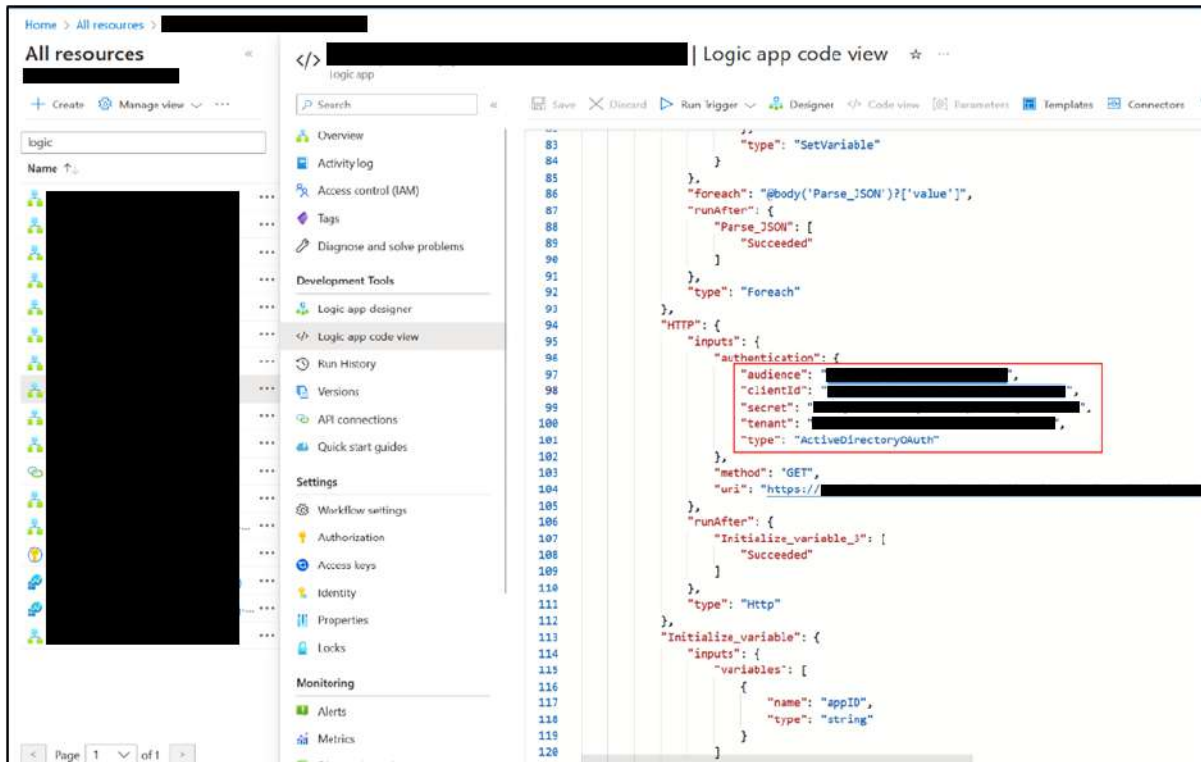 Home > All resources >
All resources
Create Manage view
logic
Name ↑↓
Page 1 of 1
</> | Logic app code view
Logic app
Search
Overview
Activity log
Access control (IAM)
Tags
Diagnose and solve problems
Development Tools
Logic app designer
Logic app code view
Run History
Versions
API connections
Quick start guides
Settings
Workflow settings
Authorization
Access keys
Identity
Properties
Locks
Monitoring
Alerts
Metrics
Save Discard Run Trigger Designer Code view Parameters Templates Connectors
83 "type": "SetVariable"
84 }
85 },
86 "foreach": "@body('Parse_JSON')?['value']",
87 "runAfter": {
88 "Parse_JSON": [
89 "Succeeded"
90 ]
91 },
92 "type": "Foreach"
93 },
94 "HTTP": {
95 "inputs": {
96 "authentication": {
97 "audience": " ",
98 "clientId": " ",
99 "secret": " ",
100 "tenant": " ",
101 "type": "ActiveDirectoryOAuth"
102 },
103 "method": "GET",
104 "uri": "https://
105 },
106 "runAfter": {
107 "Initialize_variable_3": [
108 "Succeeded"
109 ]
110 },
111 "type": "Http"
112 },
113 "Initialize_variable": {
114 "inputs": {
115 "variables": [
116 {
117 "name": "appID",
118 "type": "string"
119 }
120 ]